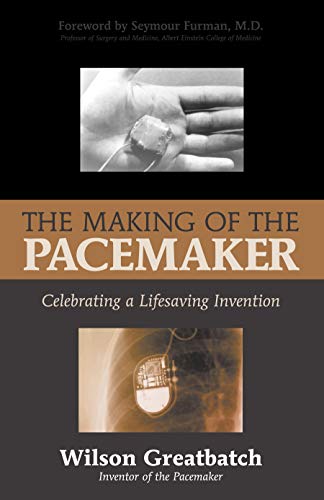 Foreword by Seymour Furman, M.D.
Professor of Surgery and Medicine, Albert Einstein College of Medicine
THE MAKING OF THE
PACEMAKER
Celebrating a Lifesaving Invention
Wilson Greatbatch
Inventor of the Pacemaker